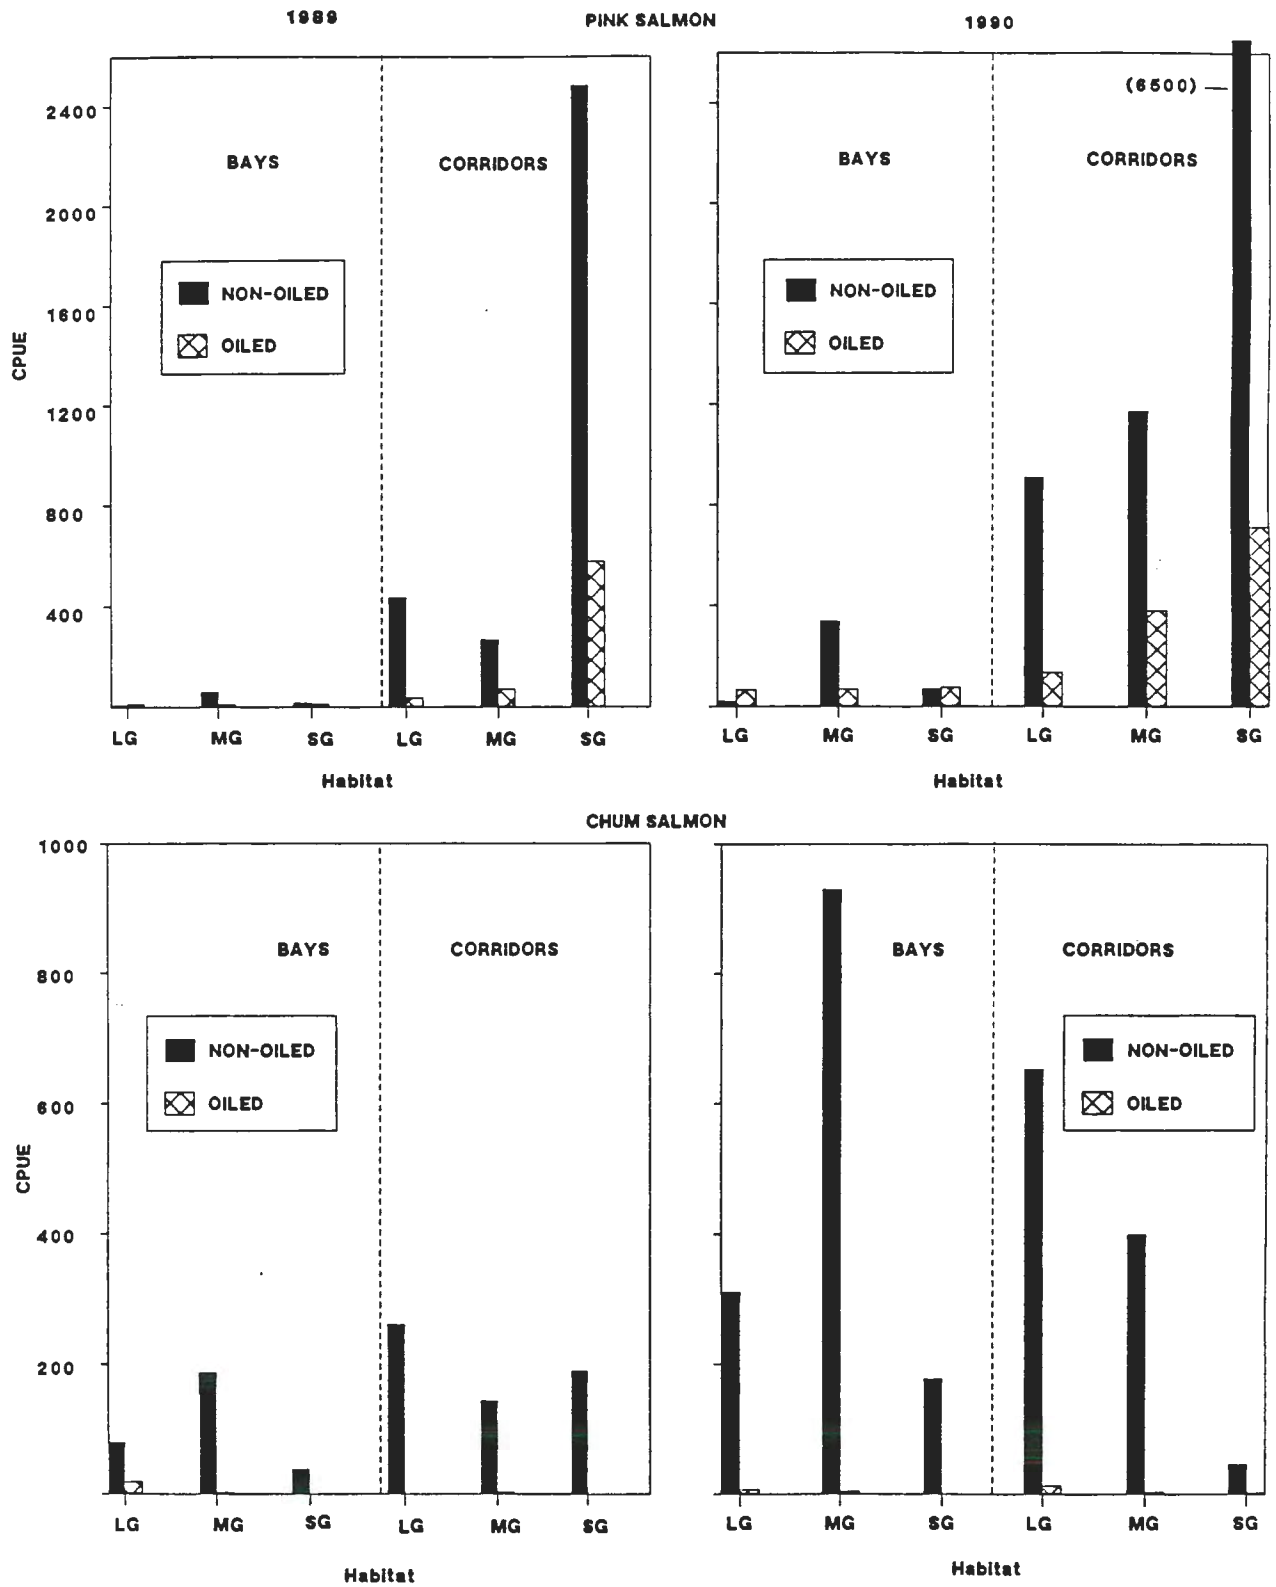 1989 PINK SALMON 1990
2400
2000
1600
1200
800
400
CPUE
BAYS
CORRIDORS
NON-OILED
OILED
LG MG SG LG MG SG
Habitat
(6500)
BAYS
CORRIDORS
NON-OILED
OILED
LG MG SG LG MG SG
Habitat
CHUM SALMON
1000
800
600
400
200
CPUE
BAYS
CORRIDORS
NON-OILED
OILED
LG MG SG LG MG SG
Habitat
BAYS
CORRIDORS
NON-OILED
OILED
LG MG SG LG MG SG
Habitat